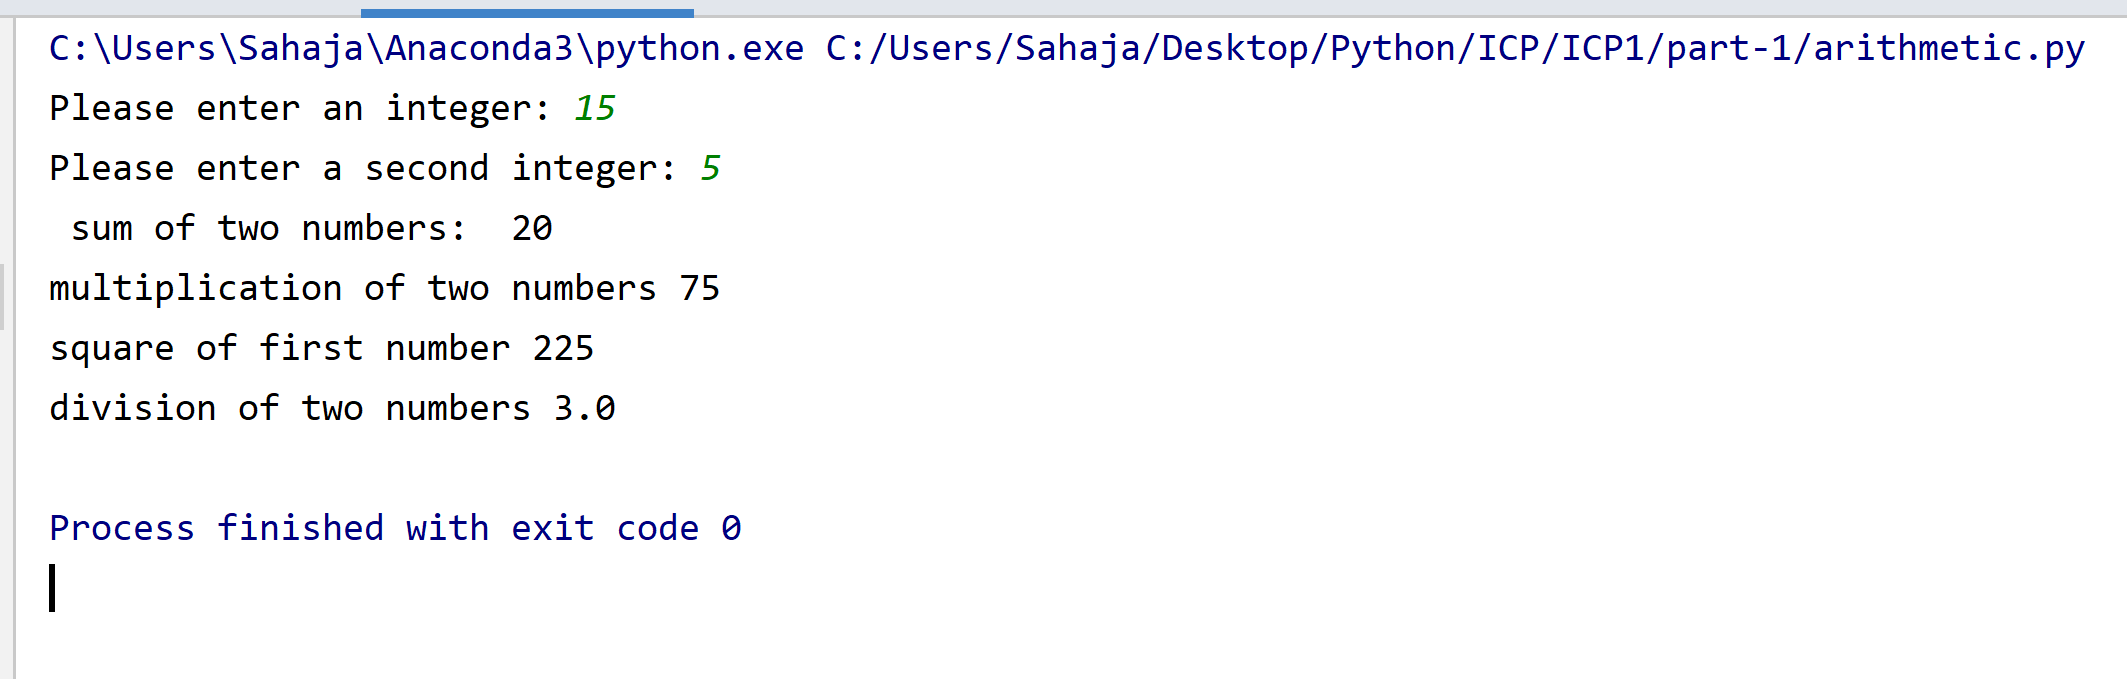 C:\Users\Sahaja\Anaconda3\python.exe C:/Users/Sahaja/Desktop/Python/ICP/ICP1/part-1/arithmetic.py
Please enter an integer: 15
Please enter a second integer: 5
 sum of two numbers:  20
multiplication of two numbers 75
square of first number 225
division of two numbers 3.0
Process finished with exit code 0